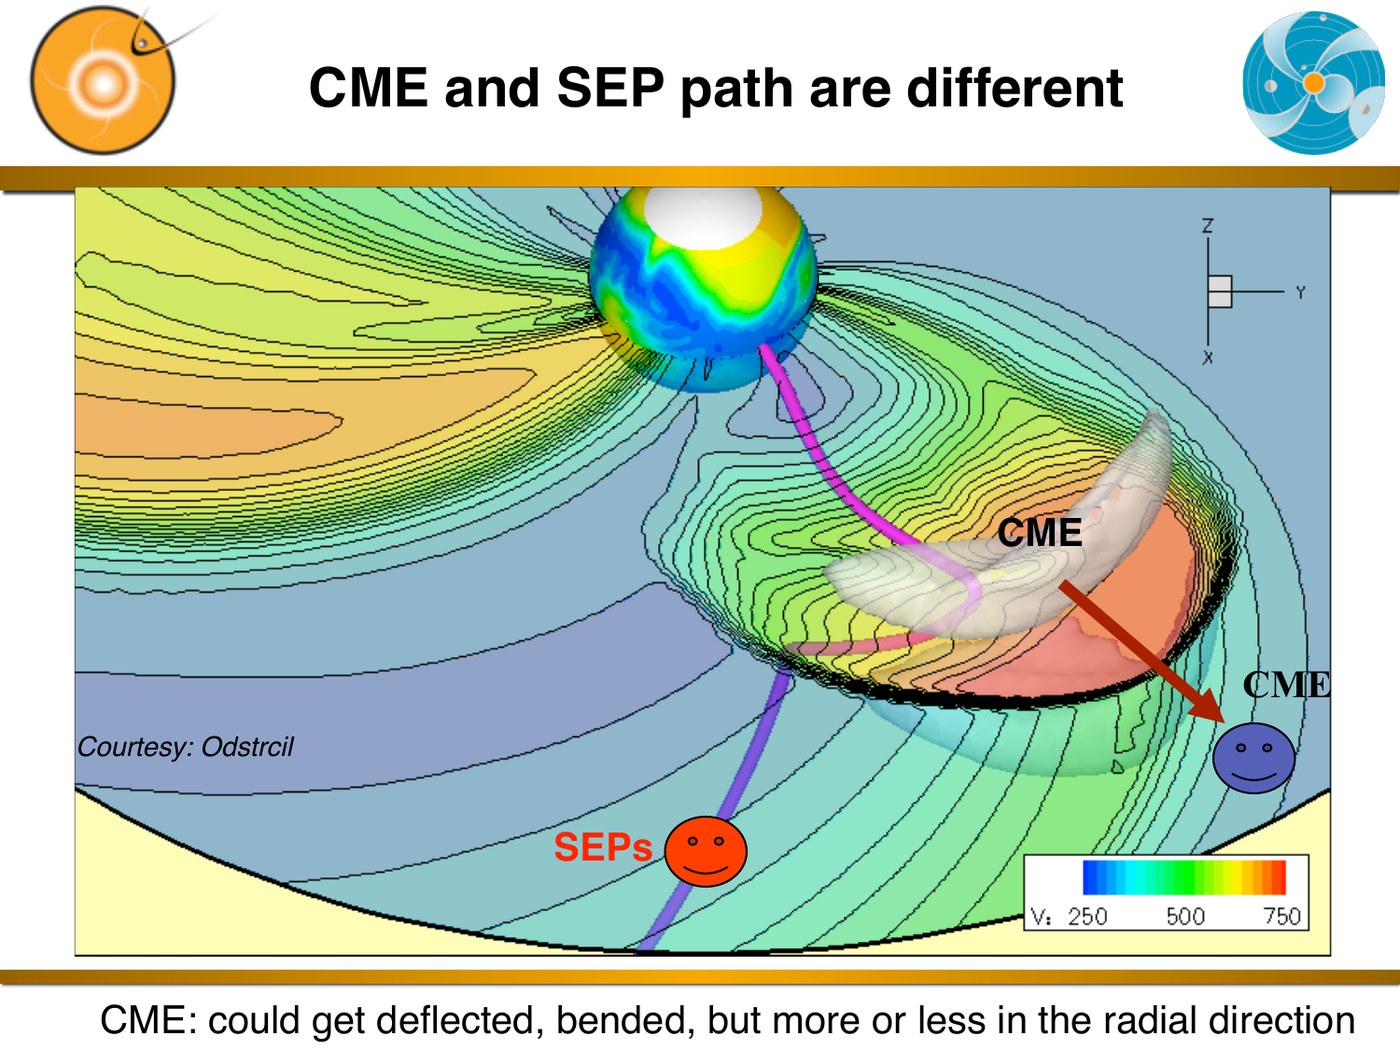 CME and SEP path are different
Z
Y
X
CME
CME
Courtesy: Odstrcil
SEPs
V: 250 500 750
CME: could get deflected, bended, but more or less in the radial direction